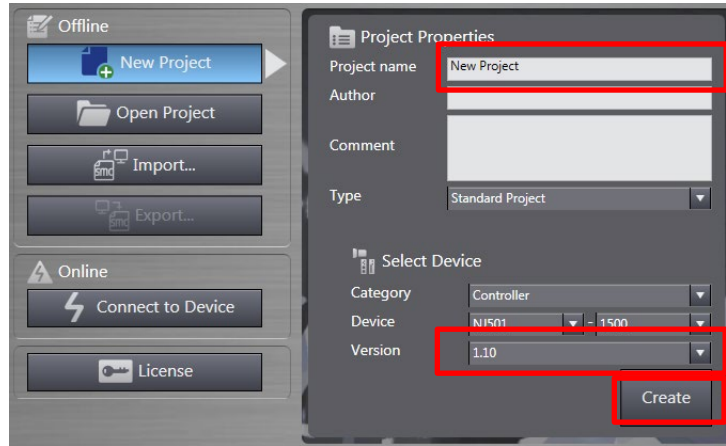 Offline
New Project
Open Project
Import...
Export...
Online
Connect to Device
License
Project Properties
Project name New Project
Author
Comment
Type Standard Project
Select Device
Category Controller
Device NJ501 - 1500
Version 1.10
Create